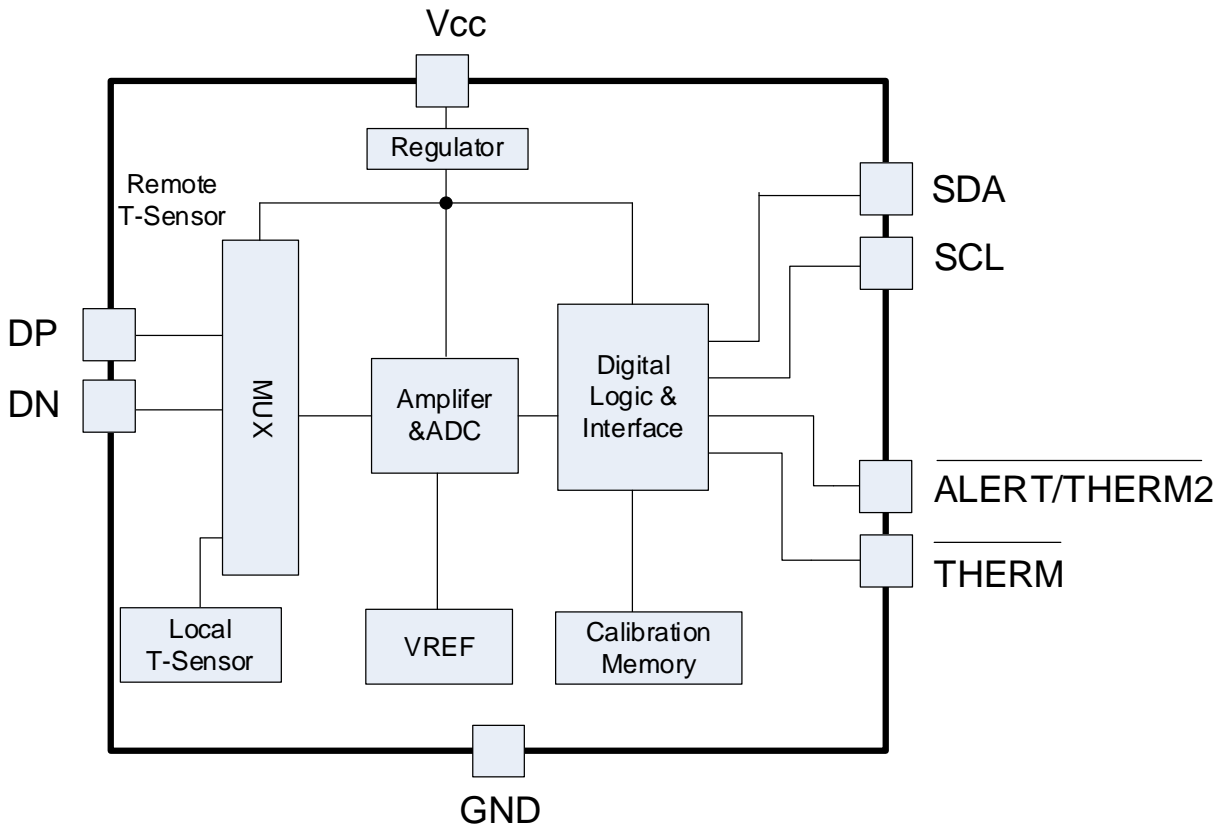 Vcc
Regulator
Remote
T-Sensor
SDA
SCL
DP
DN
MUX
Amplifer
&ADC
Digital
Logic &
Interface
ALERT/THERM2
THERM
Local
T-Sensor
VREF
Calibration
Memory
GND